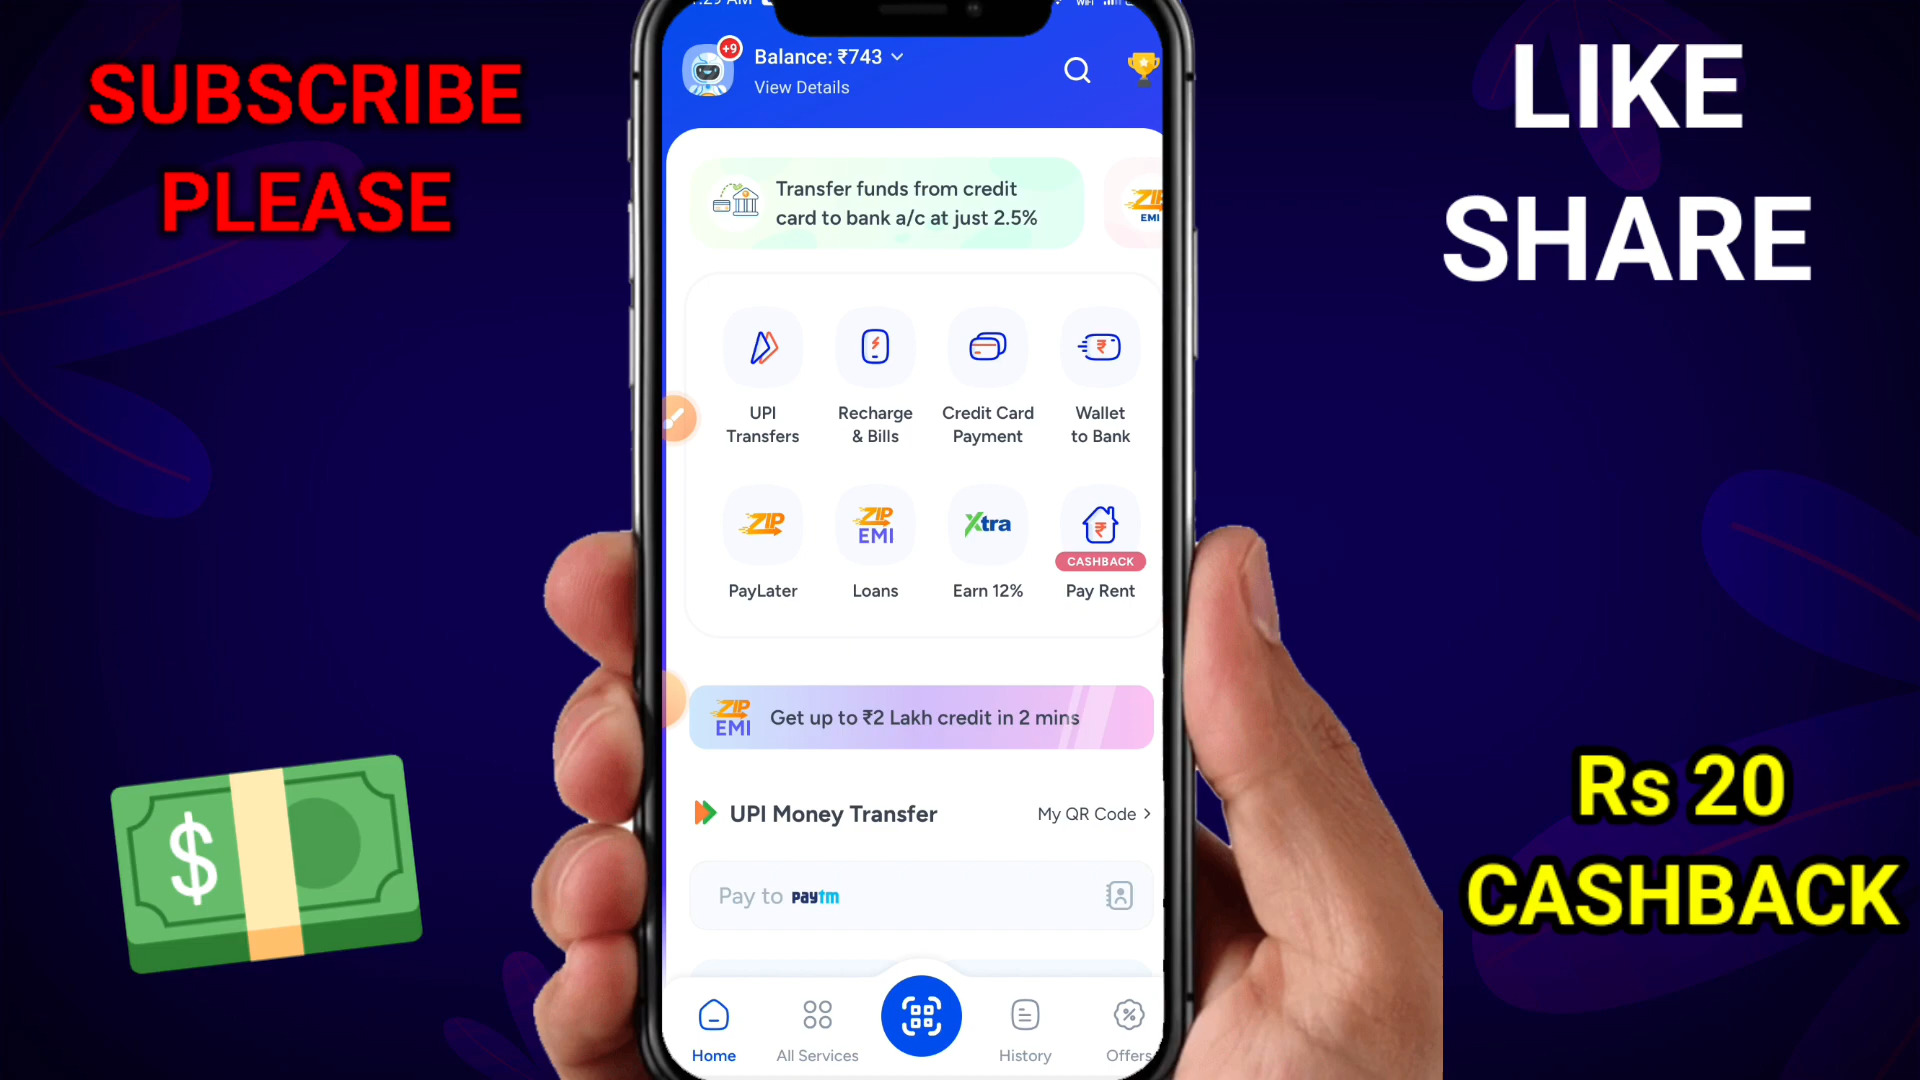 SUBSCRIBE
PLEASE
LIKE
SHARE
+9
Balance: ₹743
View Details
Transfer funds from credit
card to bank a/c at just 2.5%
ZIP
EMI
UPI
Transfers
Recharge
& Bills
Credit Card
Payment
Wallet
to Bank
ZIP
ZIP
EMI
Xtra
CASHBACK
PayLater
Loans
Earn 12%
Pay Rent
ZIP
EMI
Get up to ₹2 Lakh credit in 2 mins
UPI Money Transfer
My QR Code >
Pay to paytm
$
Rs 20
CASHBACK
Home
All Services
History
Offers